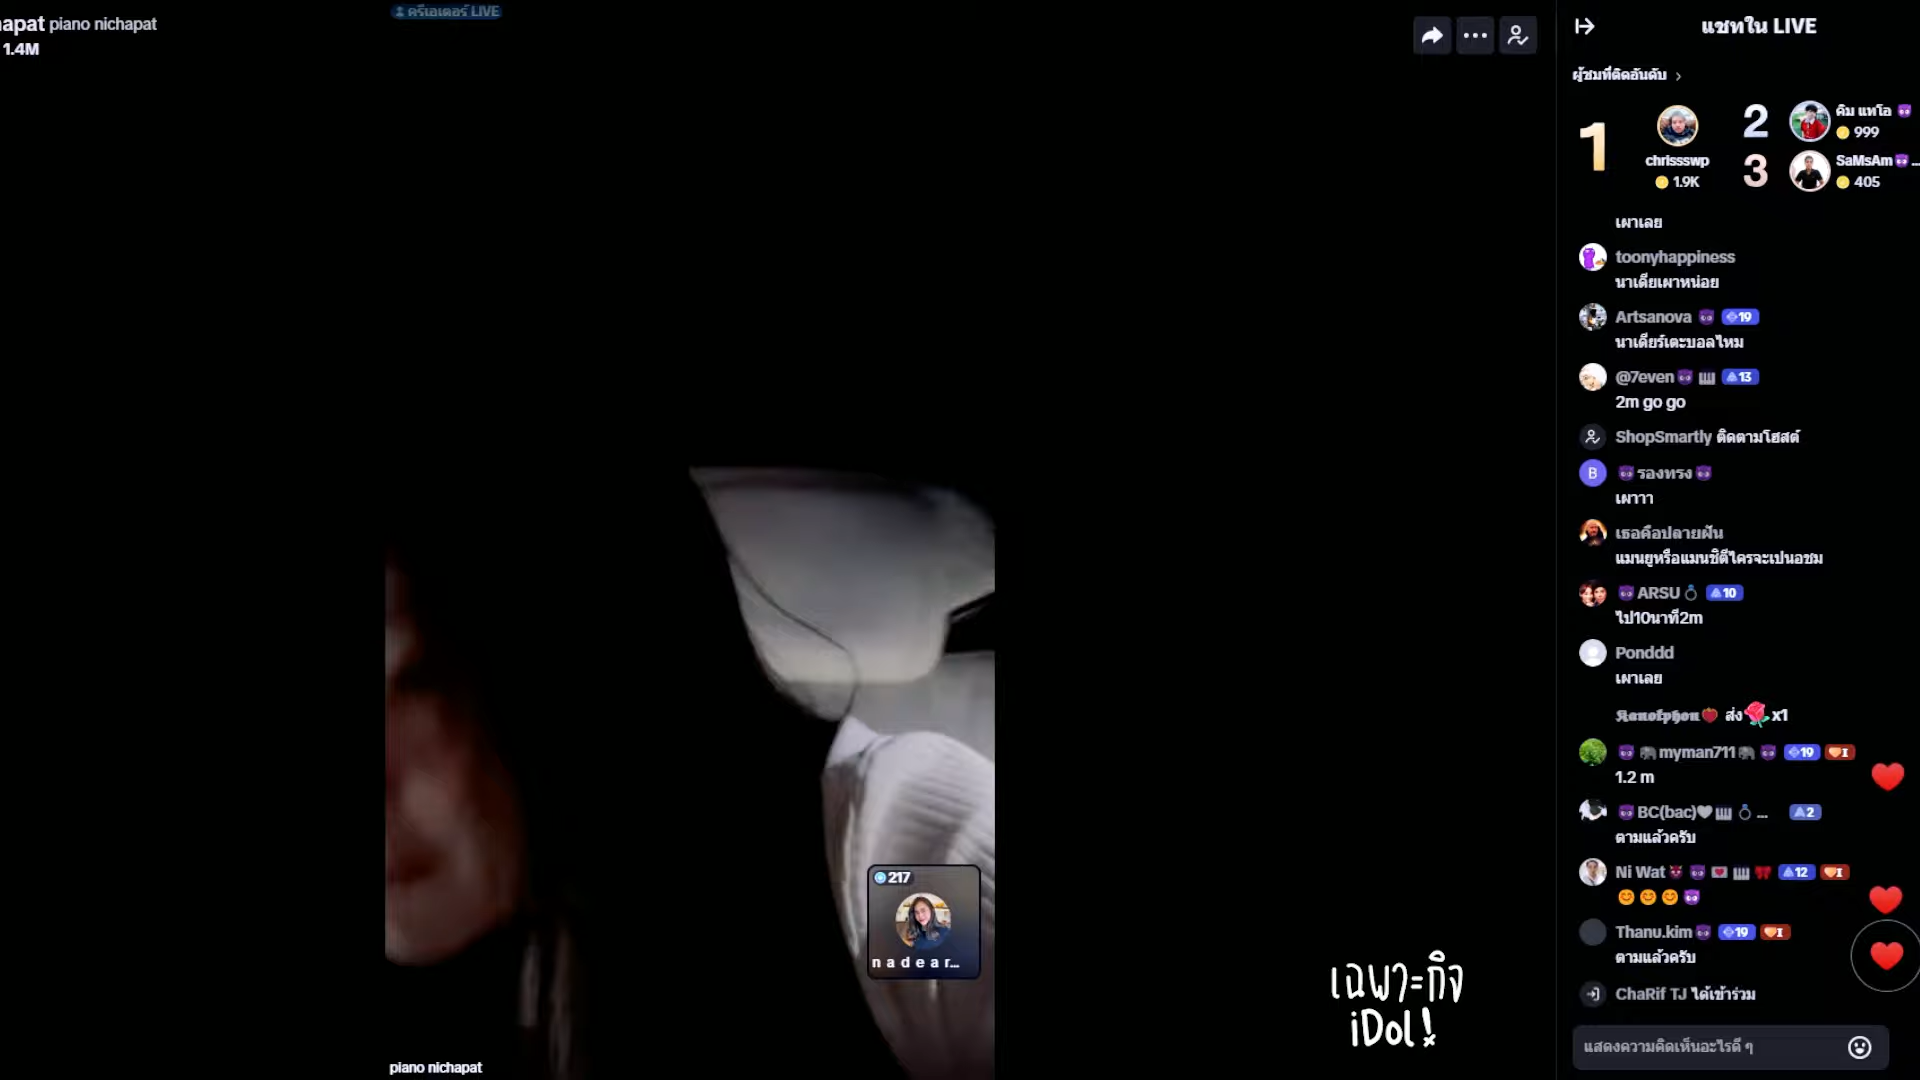 apat piano nichapat
1.4M
ครีเอเตอร์ LIVE
แชทใน LIVE
ผู้ชมที่ติดอันดับ
1
chrissswp
1.9K
2
คิม แทโอ
999
3
SaMsAm ...
405
เผาเลย
toonyhappiness
นาเดียเผาหน่อย
Artsanova 19
นาเดียร์เตะบอลไหม
@7even 13
2m go go
ShopSmartly ติดตามโฮสต์
B
รองทรง
เผาาา
เธอคือปลายฝัน
แมนยูหรือแมนซิตีใครจะเปนอชม
ARSU 10
ไป10นาที2m
Ponddd
เผาเลย
𝕽𝖊𝖓𝖔𝖋𝖕𝖍𝖔𝖓 ส่ง x1
myman711 19 I
1.2 m
BC(bac) ... 2
ตามแล้วครับ
Ni Wat 12 I
Thanu.kim 19 I
ตามแล้วครับ
ChaRif TJ ได้เข้าร่วม
แสดงความคิดเห็นอะไรดี ๆ
217
n a d e a r...
เฉพาะกิจ
iDol!
piano nichapat